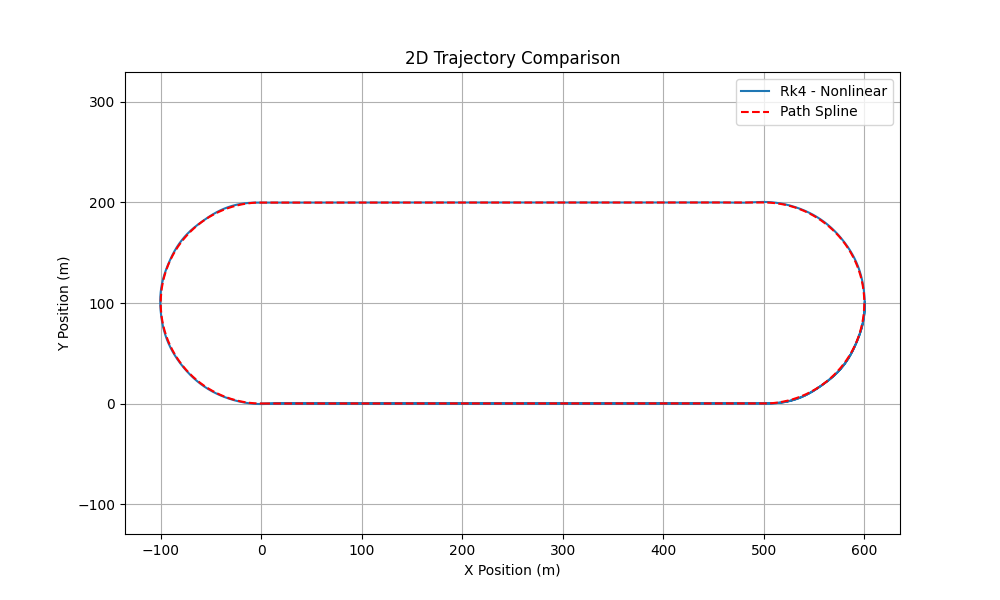 2D Trajectory Comparison
Rk4 - Nonlinear
Path Spline
Y Position (m)
300
200
100
0
−100
−100 0 100 200 300 400 500 600
X Position (m)